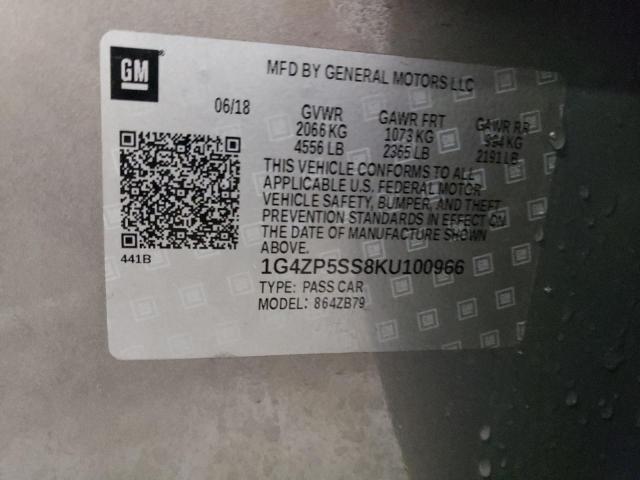 GM
MFD BY GENERAL MOTORS LLC
06/18
GVWR GAWR FRT GAWR RR
2066 KG 1073 KG 994 KG
4556 LB 2365 LB 2191 LB
THIS VEHICLE CONFORMS TO ALL
APPLICABLE U.S. FEDERAL MOTOR
VEHICLE SAFETY, BUMPER, AND THEFT
PREVENTION STANDARDS IN EFFECT ON
THE DATE OF MANUFACTURE SHOWN
ABOVE.
441B
1G4ZP5SS8KU100966
TYPE: PASS CAR
MODEL: 864ZB79